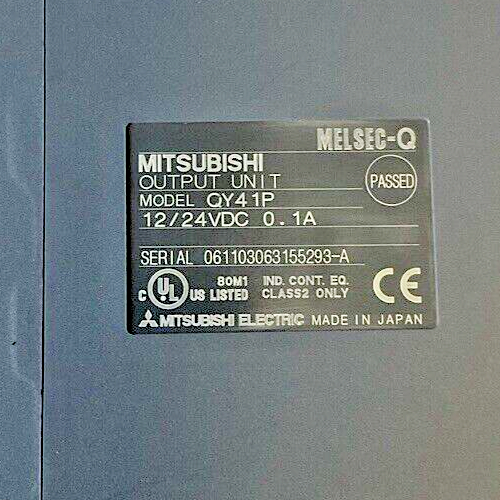 MELSEC-Q
MITSUBISHI
OUTPUT UNIT
PASSED
MODEL QY41P
12/24VDC 0.1A
SERIAL 061103063155293-A
C UL US LISTED
80M1 IND. CONT. EQ.
CLASS2 ONLY
CE
MITSUBISHI ELECTRIC MADE IN JAPAN